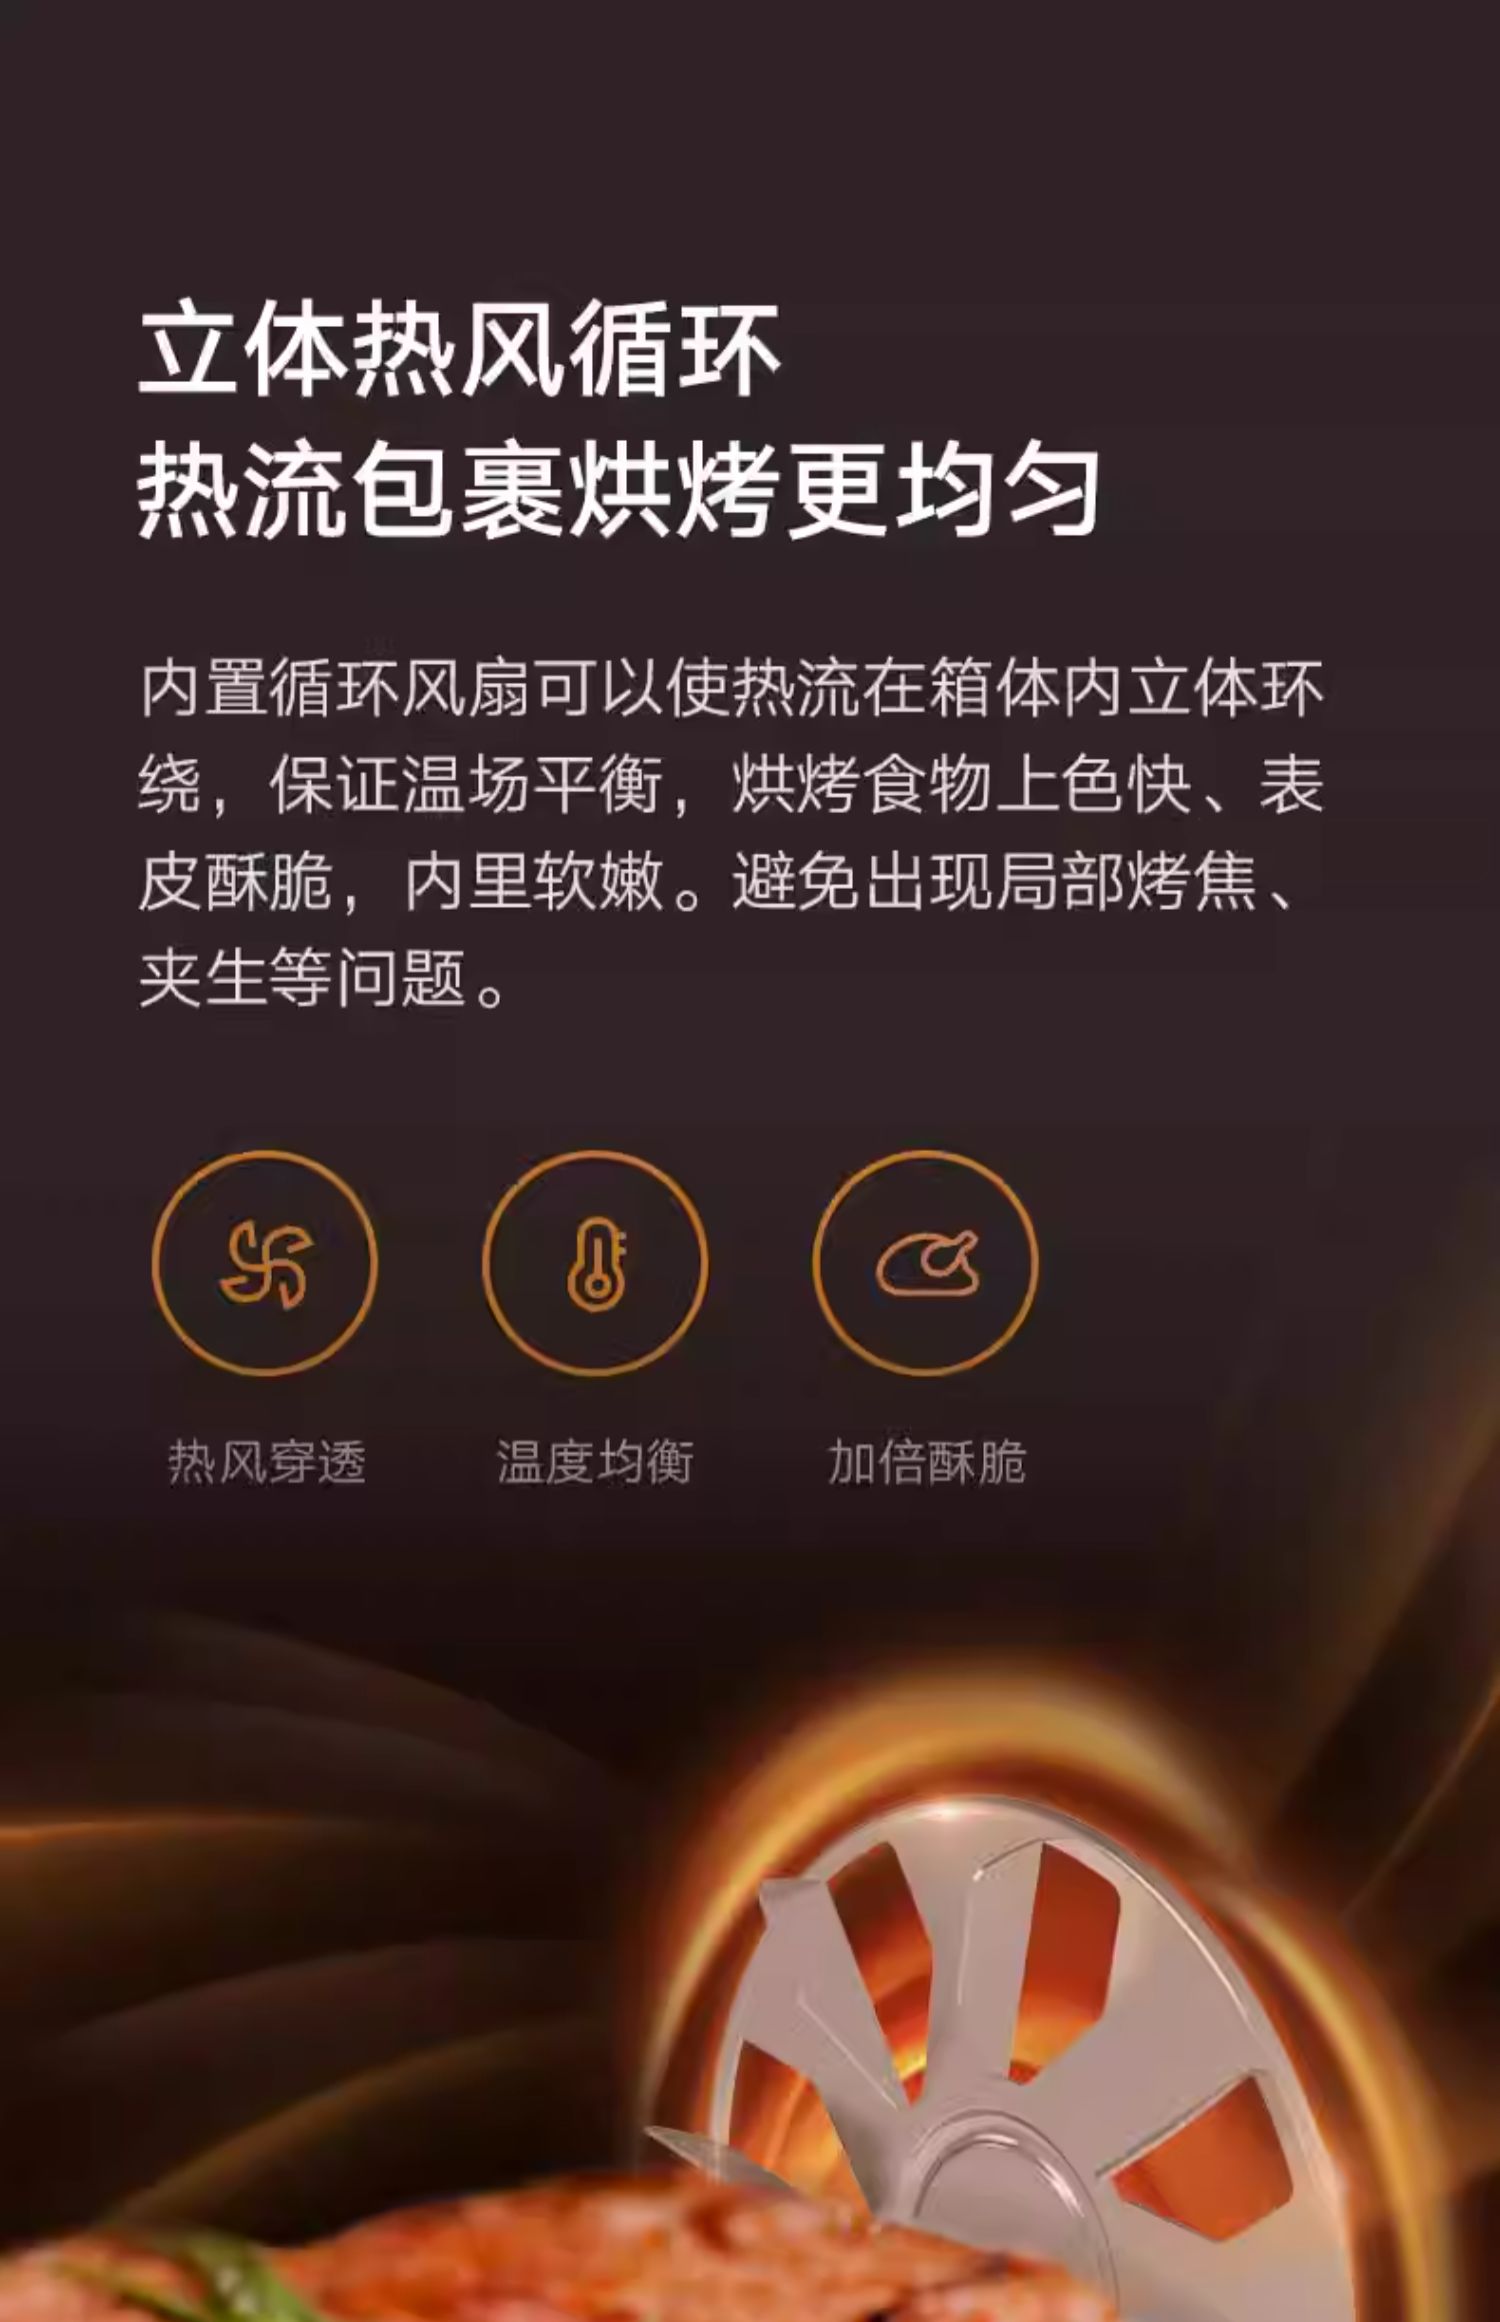 立体热风循环
热流包裹烘烤更均匀
内置循环风扇可以使热流在箱体内立体环
绕，保证温场平衡，烘烤食物上色快、表
皮酥脆，内里软嫩。避免出现局部烤焦、
夹生等问题。
热风穿透
温度均衡
加倍酥脆